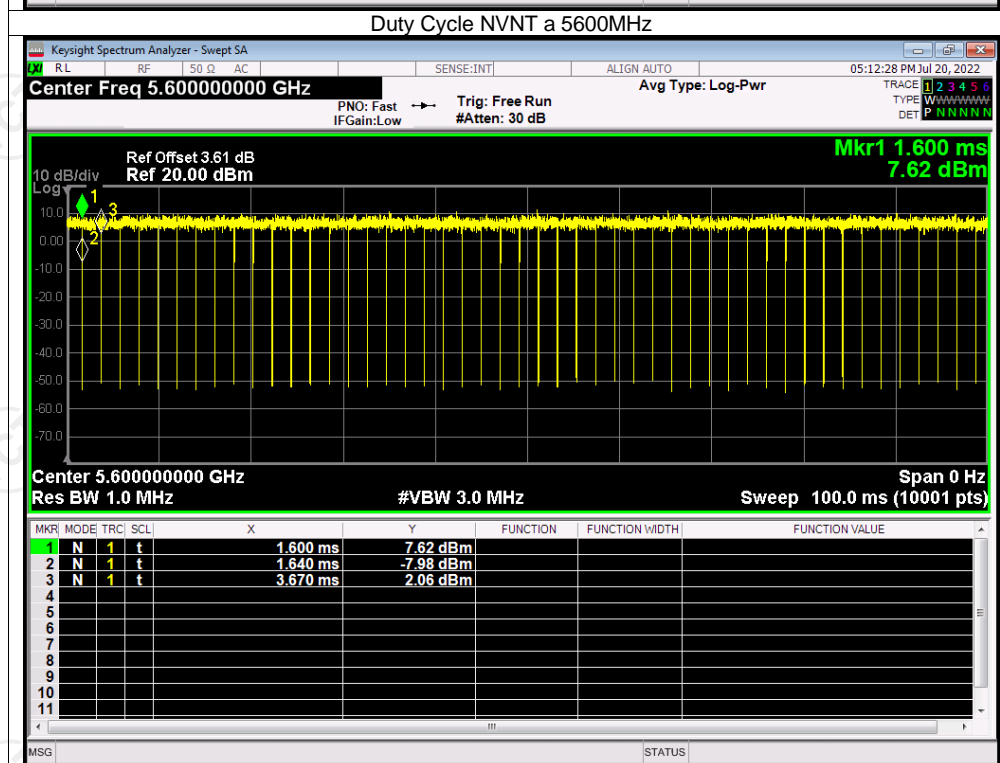 Duty Cycle NVNT a 5600MHz
Keysight Spectrum Analyzer - Swept SA
LXI RL RF 50 Ω AC SENSE:INT ALIGN AUTO 05:12:28 PM Jul 20, 2022
Center Freq 5.600000000 GHz Avg Type: Log-Pwr TRACE 1 2 3 4 5 6
PNO: Fast Trig: Free Run TYPE W W W W W W
IFGain:Low #Atten: 30 dB DET P N N N N N
Mkr1 1.600 ms
7.62 dBm
Ref Offset 3.61 dB
10 dB/div Ref 20.00 dBm
Log
1
10.0
3
0.00
2
-10.0
-20.0
-30.0
-40.0
-50.0
-60.0
-70.0
Center 5.600000000 GHz Span 0 Hz
Res BW 1.0 MHz #VBW 3.0 MHz Sweep 100.0 ms (10001 pts)
MKR MODE TRC SCL X Y FUNCTION FUNCTION WIDTH FUNCTION VALUE
1 N 1 t 1.600 ms 7.62 dBm
2 N 1 t 1.640 ms -7.98 dBm
3 N 1 t 3.670 ms 2.06 dBm
4
5
6
7
8
9
10
11
MSG STATUS